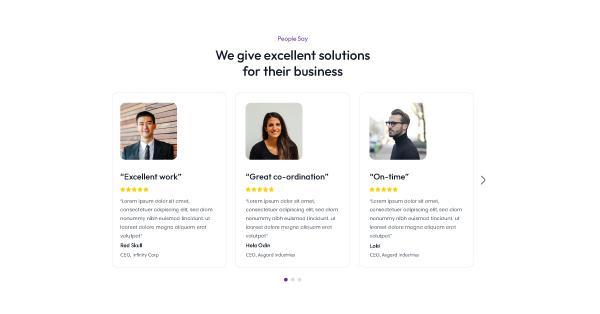 People Say
We give excellent solutions
for their business
“Excellent work”
“Lorem ipsum dolor sit amet,
consectetuer adipiscing elit, sed diam
nonummy nibh euismod tincidunt ut
laoreet dolore magna aliquam erat
volutpat”
Red Skull
CEO, Infinity Corp
“Great co-ordination”
“Lorem ipsum dolor sit amet,
consectetuer adipiscing elit, sed diam
nonummy nibh euismod tincidunt ut
laoreet dolore magna aliquam erat
volutpat”
Hela Odin
CEO, Asgard Industries
“On-time”
“Lorem ipsum dolor sit amet,
consectetuer adipiscing elit, sed diam
nonummy nibh euismod tincidunt ut
laoreet dolore magna aliquam erat
volutpat”
Loki
CEO, Asgard Industries